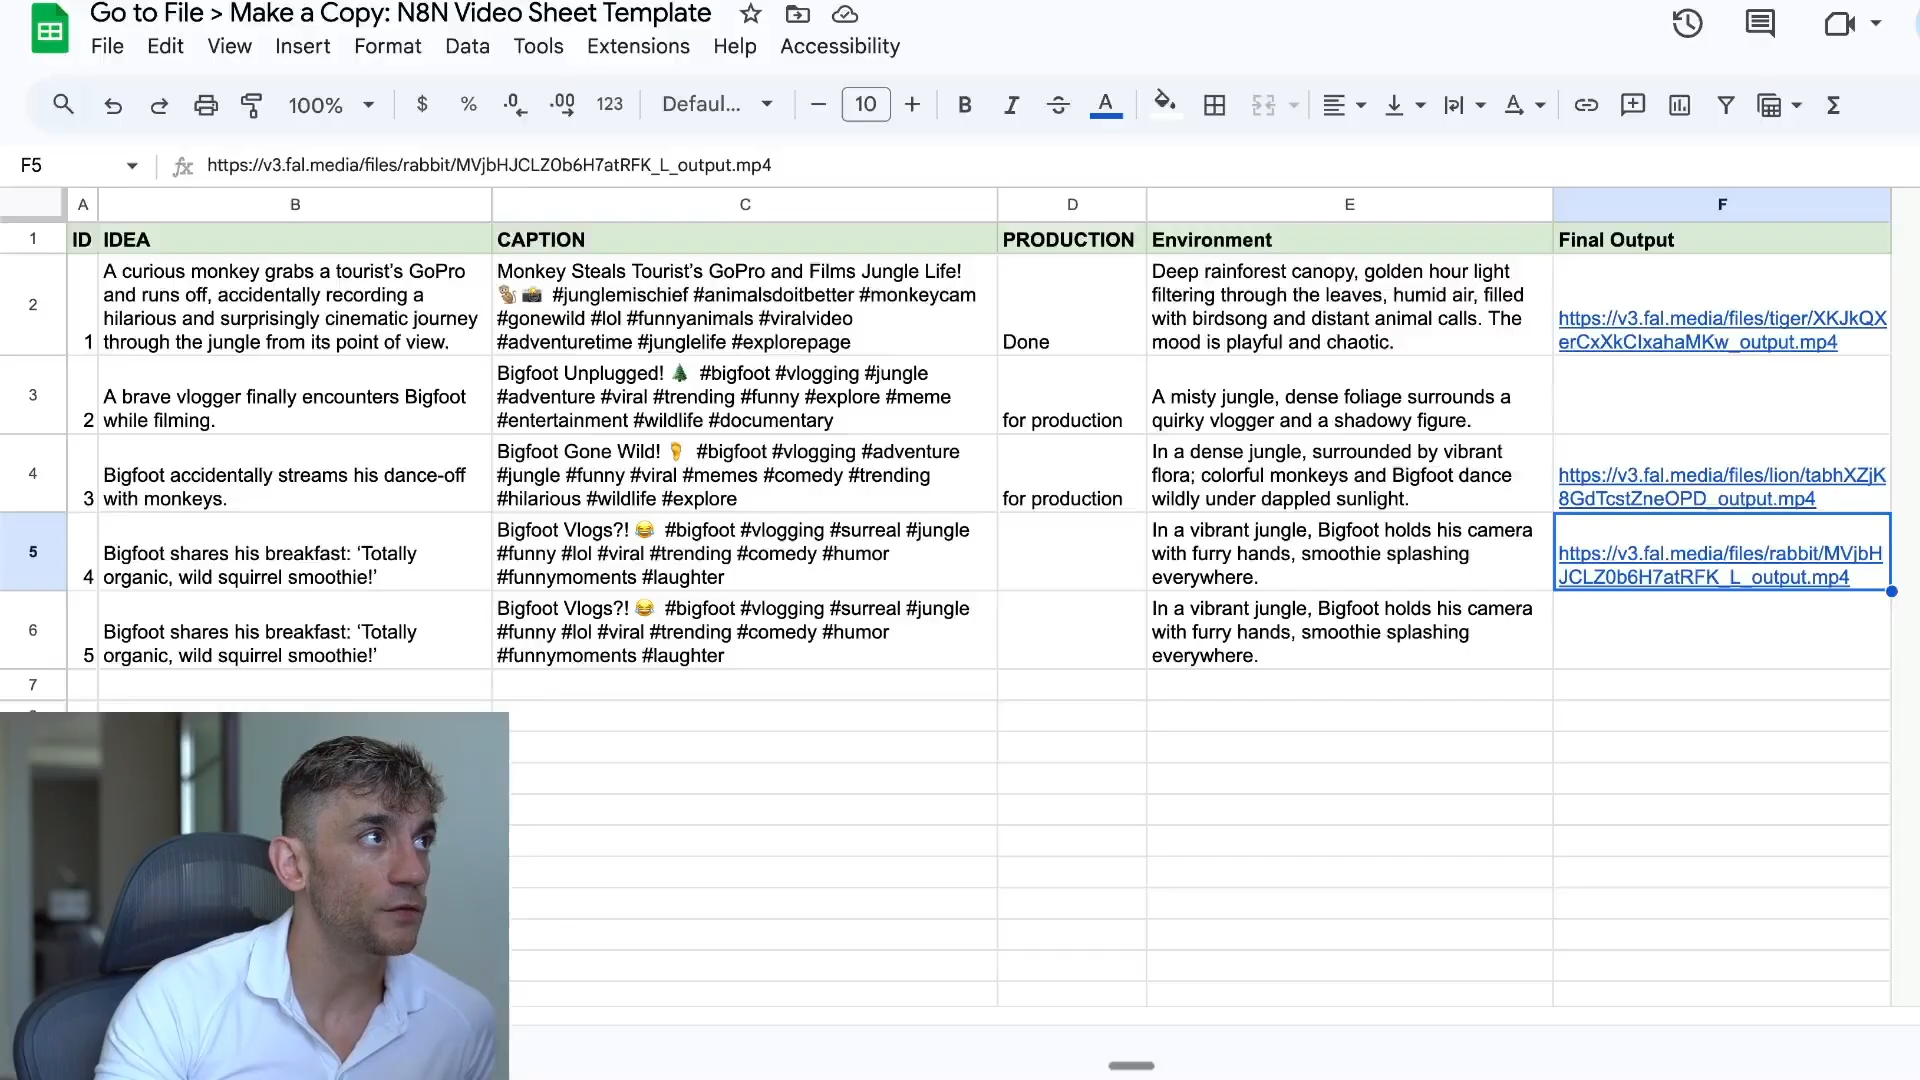 Go to File > Make a Copy: N8N Video Sheet Template
File Edit View Insert Format Data Tools Extensions Help Accessibility
100% $ % .0 .00 123 Defaul... 10 B I A A Σ
F5 fx https://v3.fal.media/files/rabbit/MVjbHJCLZ0b6H7atRFK_L_output.mp4
A B C D E F
1 ID IDEA CAPTION PRODUCTION Environment Final Output
2
1
A curious monkey grabs a tourist's GoPro
and runs off, accidentally recording a
hilarious and surprisingly cinematic journey
through the jungle from its point of view.
Monkey Steals Tourist's GoPro and Films Jungle Life!
🐒📸 #junglemischief #animalsdoitbetter #monkeycam
#gonewild #lol #funnyanimals #viralvideo
#adventuretime #junglelife #explorepage
Done
Deep rainforest canopy, golden hour light
filtering through the leaves, humid air, filled
with birdsong and distant animal calls. The
mood is playful and chaotic.
https://v3.fal.media/files/tiger/XKJkQX
erCxXkCIxahaMKw_output.mp4
3
2
A brave vlogger finally encounters Bigfoot
while filming.
Bigfoot Unplugged! 🌲 #bigfoot #vlogging #jungle
#adventure #viral #trending #funny #explore #meme
#entertainment #wildlife #documentary
for production
A misty jungle, dense foliage surrounds a
quirky vlogger and a shadowy figure.
4
3
Bigfoot accidentally streams his dance-off
with monkeys.
Bigfoot Gone Wild! 🦶 #bigfoot #vlogging #adventure
#jungle #funny #viral #memes #comedy #trending
#hilarious #wildlife #explore
for production
In a dense jungle, surrounded by vibrant
flora; colorful monkeys and Bigfoot dance
wildly under dappled sunlight.
https://v3.fal.media/files/lion/tabhXZjK
8GdTcstZneOPD_output.mp4
5
4
Bigfoot shares his breakfast: ‘Totally
organic, wild squirrel smoothie!’
Bigfoot Vlogs?! 😂 #bigfoot #vlogging #surreal #jungle
#funny #lol #viral #trending #comedy #humor
#funnymoments #laughter
In a vibrant jungle, Bigfoot holds his camera
with furry hands, smoothie splashing
everywhere.
https://v3.fal.media/files/rabbit/MVjbH
JCLZ0b6H7atRFK_L_output.mp4
6
5
Bigfoot shares his breakfast: ‘Totally
organic, wild squirrel smoothie!’
Bigfoot Vlogs?! 😂 #bigfoot #vlogging #surreal #jungle
#funny #lol #viral #trending #comedy #humor
#funnymoments #laughter
In a vibrant jungle, Bigfoot holds his camera
with furry hands, smoothie splashing
everywhere.
7